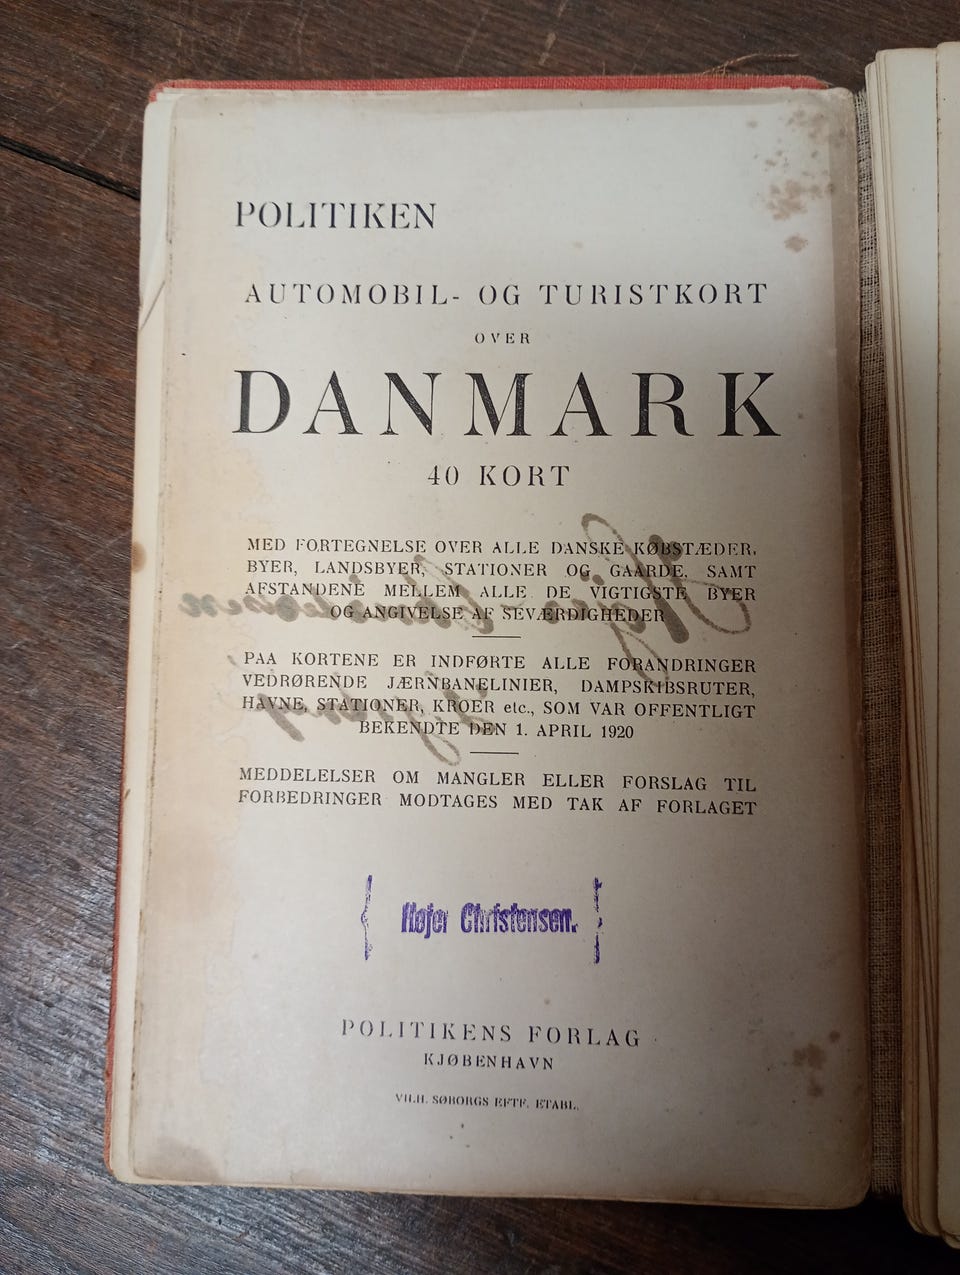 POLITIKEN
AUTOMOBIL- OG TURISTKORT
OVER
DANMARK
40 KORT
MED FORTEGNELSE OVER ALLE DANSKE KØBSTÆDER,
BYER, LANDSBYER, STATIONER OG GAARDE, SAMT
AFSTANDENE MELLEM ALLE DE VIGTIGSTE BYER
OG ANGIVELSE AF SEVÆRDIGHEDER
PAA KORTENE ER INDFØRTE ALLE FORANDRINGER
VEDRØRENDE JÆRNBANELINIER, DAMPSKIBSRUTER,
HAVNE, STATIONER, KROER etc., SOM VAR OFFENTLIGT
BEKENDTE DEN 1. APRIL 1920
MEDDELELSER OM MANGLER ELLER FORSLAG TIL
FORBEDRINGER MODTAGES MED TAK AF FORLAGET
Højer Christensen.
POLITIKENS FORLAG
KJØBENHAVN
VILH. SØBORGS EFTF. ETABL.